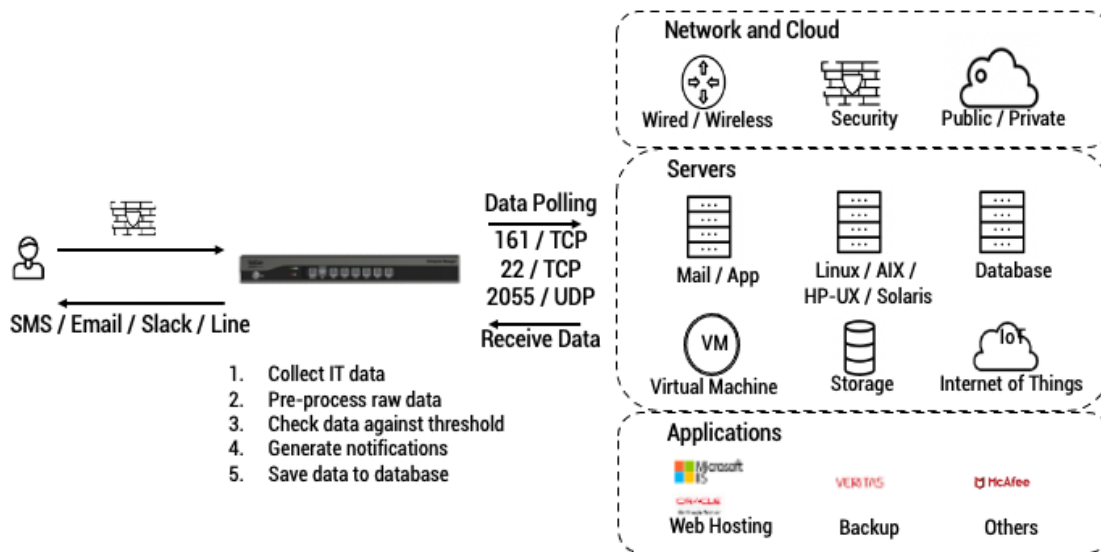 Network and Cloud
Wired / Wireless
Security
Public / Private
Servers
Mail / App
Linux / AIX /
HP-UX / Solaris
Database
VM
Virtual Machine
Storage
IoT
Internet of Things
Applications
Microsoft
IIS
ORACLE
Web Hosting
VERITAS
Backup
McAfee
Others
Data Polling
161 / TCP
22 / TCP
2055 / UDP
Receive Data
SMS / Email / Slack / Line
1. Collect IT data
2. Pre-process raw data
3. Check data against threshold
4. Generate notifications
5. Save data to database